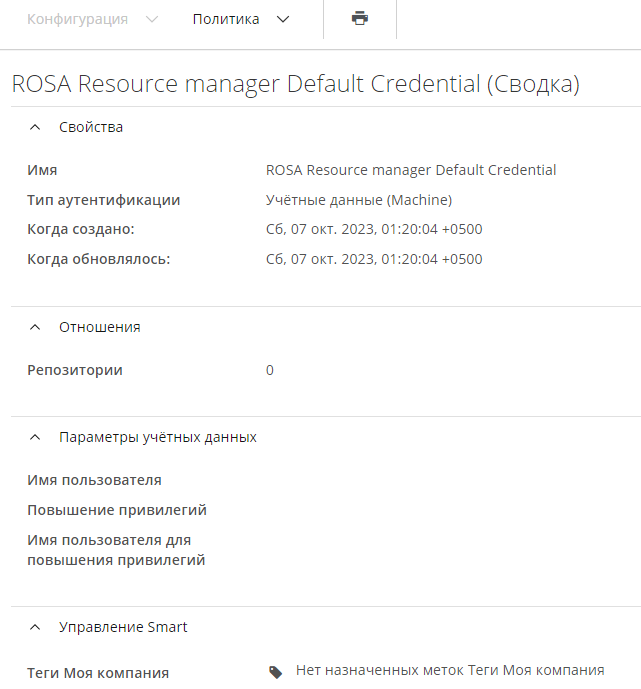 Конфигурация Политика
ROSA Resource manager Default Credential (Сводка)
Свойства
Имя ROSA Resource manager Default Credential
Тип аутентификации Учётные данные (Machine)
Когда создано: Сб, 07 окт. 2023, 01:20:04 +0500
Когда обновлялось: Сб, 07 окт. 2023, 01:20:04 +0500
Отношения
Репозитории 0
Параметры учётных данных
Имя пользователя
Повышение привилегий
Имя пользователя для
повышения привилегий
Управление Smart
Теги Моя компания Нет назначенных меток Теги Моя компания